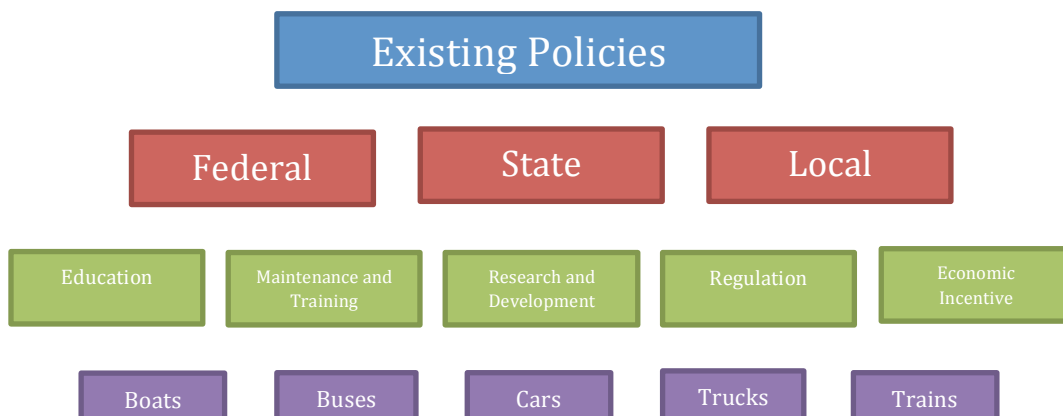 Existing Policies
Federal
State
Local
Education
Maintenance and
Training
Research and
Development
Regulation
Economic
Incentive
Boats
Buses
Cars
Trucks
Trains